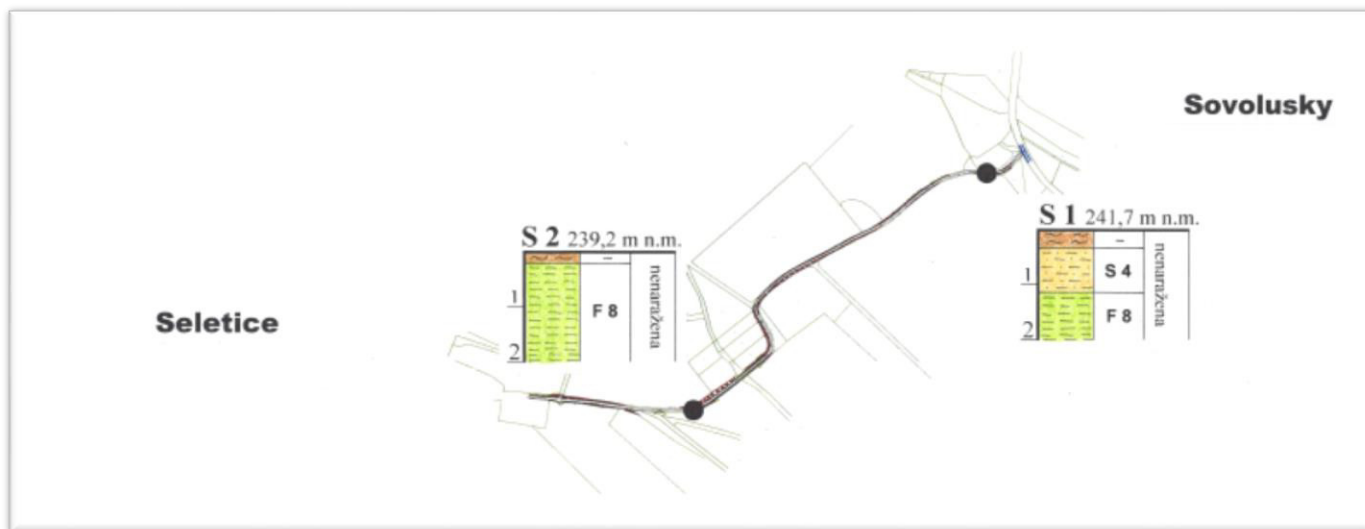 Sovolusky
S 1 241,7 m n.m.
–
1
S 4
2
F 8
nenaražena
S 2 239,2 m n.m.
–
1
F 8
2
nenaražena
Seletice